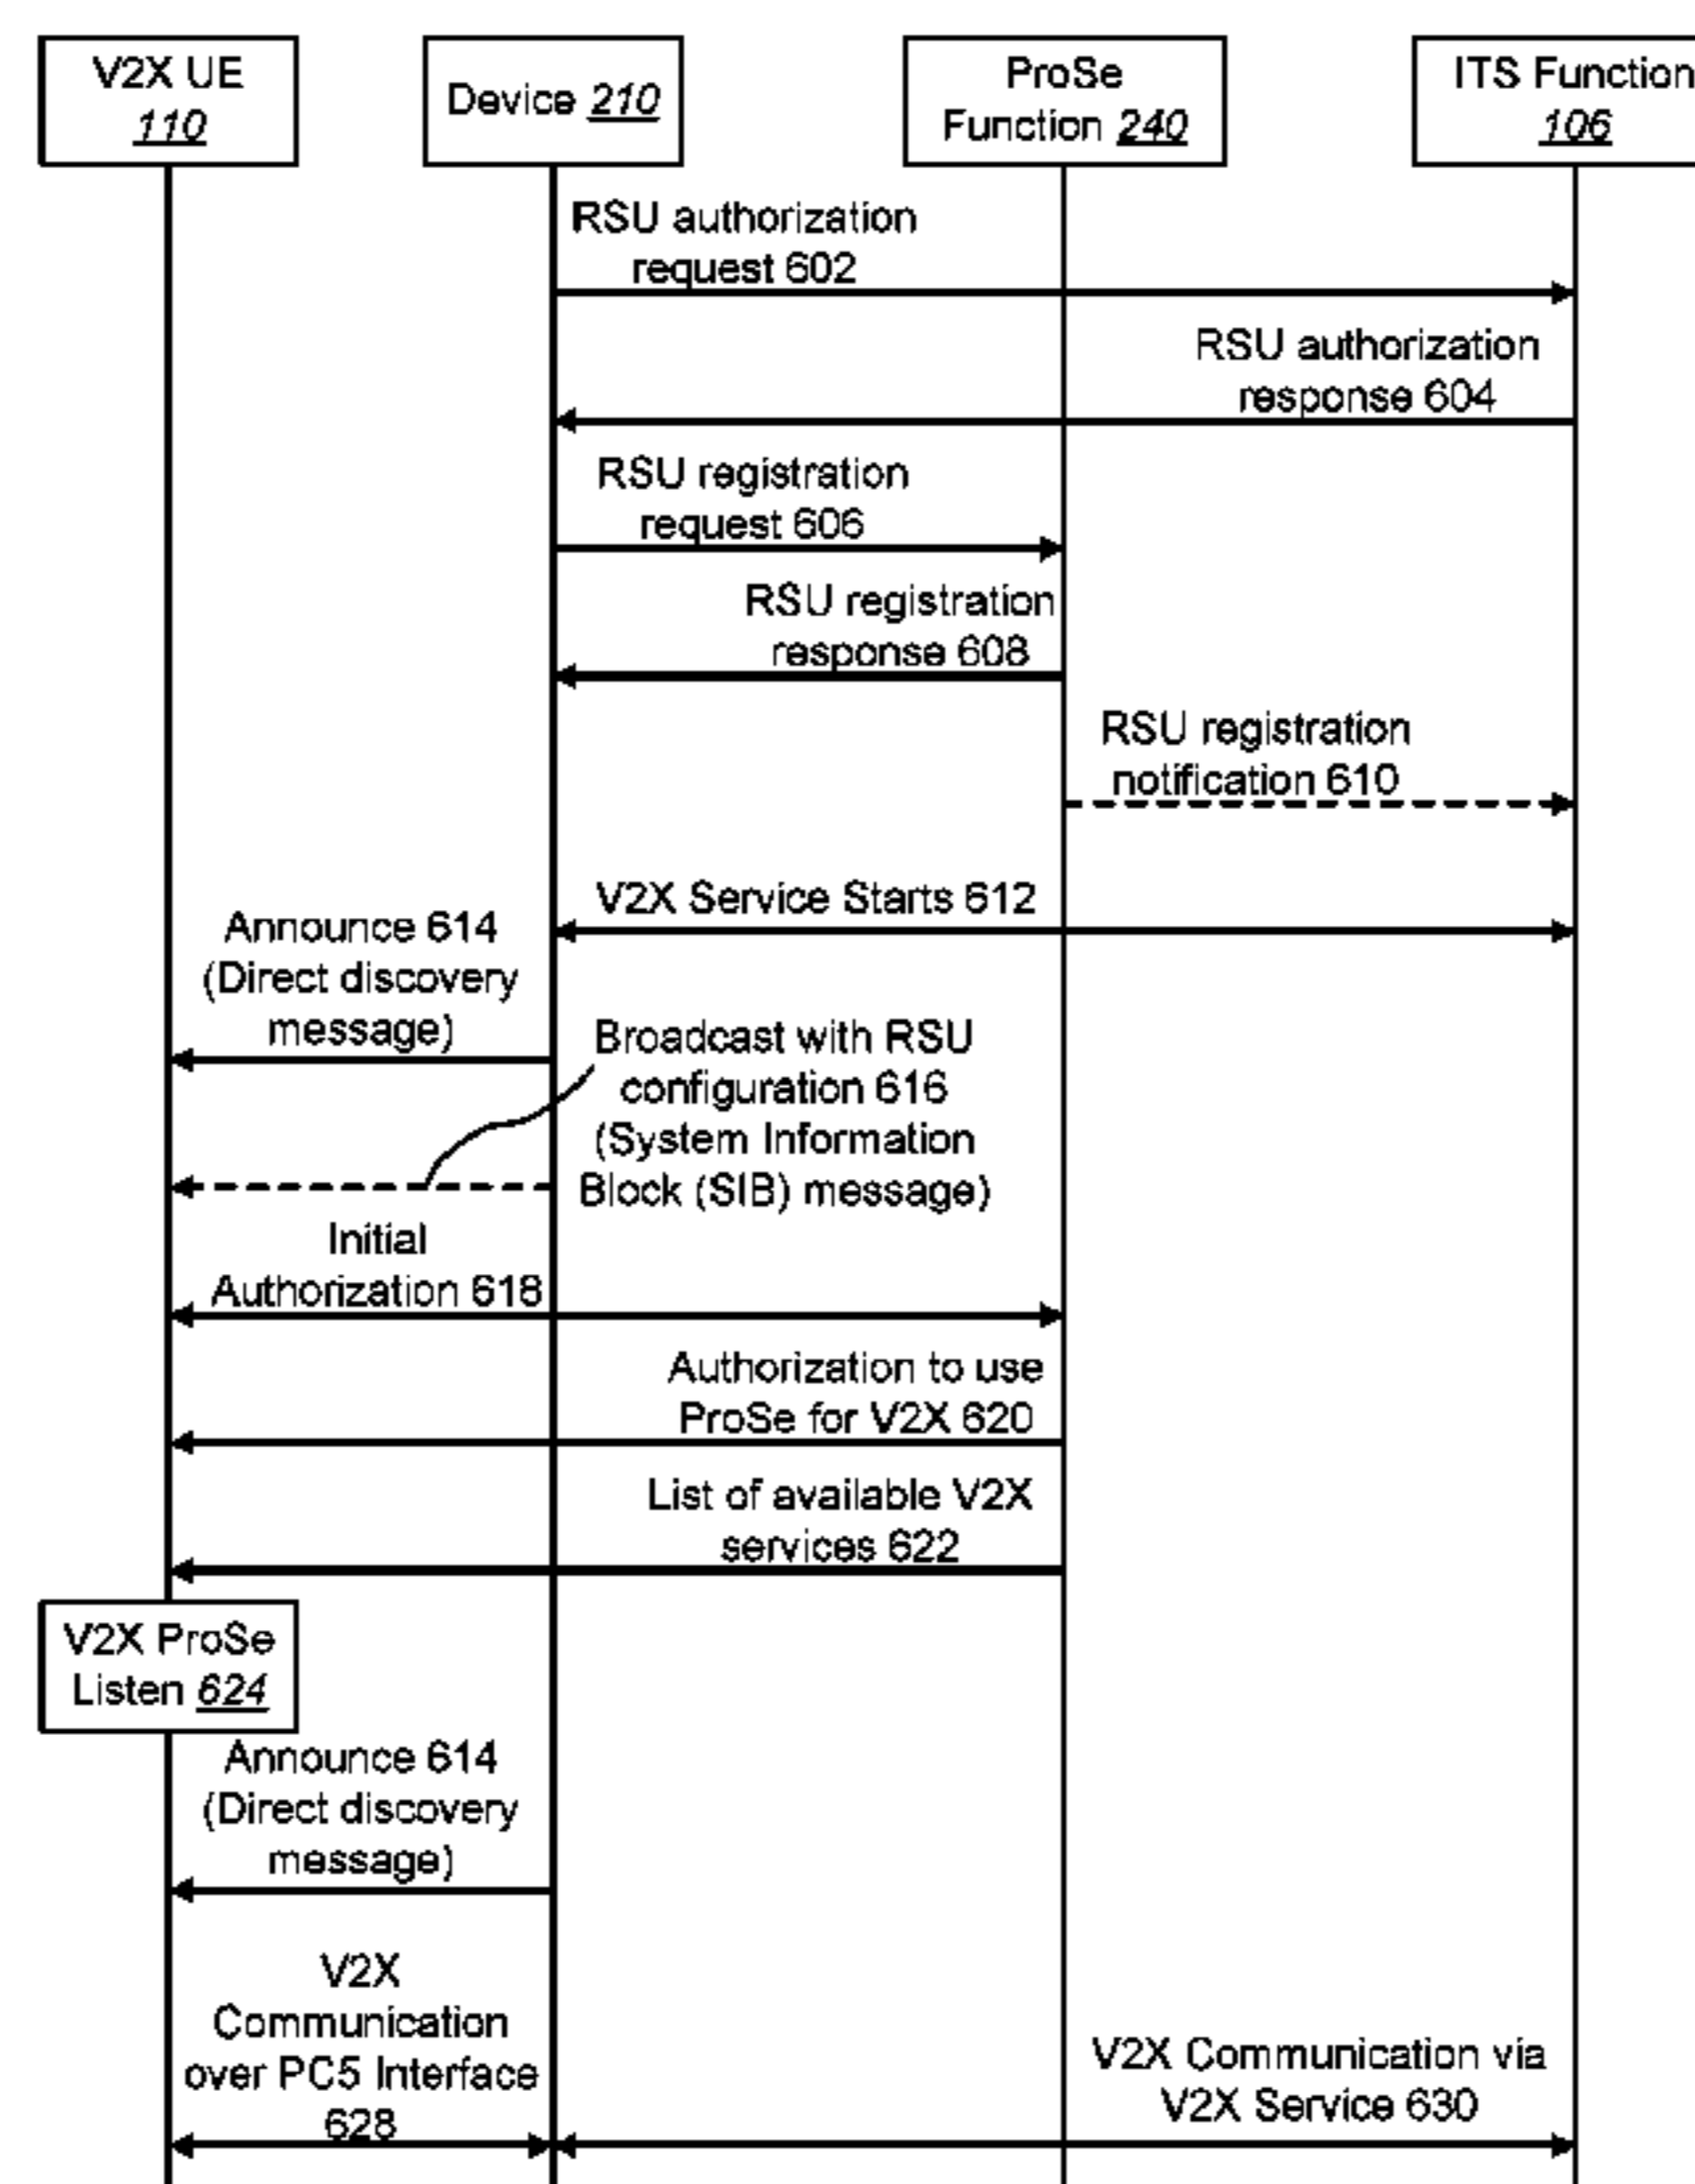 V2X UE
110
Device 210
ProSe
Function 240
ITS Function
106
RSU authorization
request 602
RSU authorization
response 604
RSU registration
request 606
RSU registration
response 608
RSU registration
notification 610
V2X Service Starts 612
Announce 614
(Direct discovery
message)
Broadcast with RSU
configuration 616
(System Information
Block (SIB) message)
Initial
Authorization 618
Authorization to use
ProSe for V2X 620
List of available V2X
services 622
V2X ProSe
Listen 624
Announce 614
(Direct discovery
message)
V2X
Communication
over PC5 Interface
628
V2X Communication via
V2X Service 630